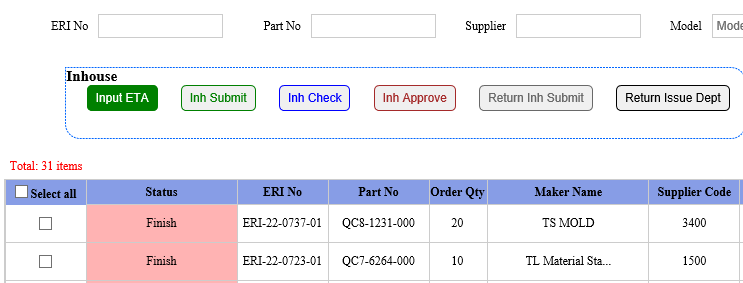 ERI No Part No Supplier Model Mode
Inhouse
Input ETA Inh Submit Inh Check Inh Approve Return Inh Submit Return Issue Dept
Total: 31 items
Select all Status ERI No Part No Order Qty Maker Name Supplier Code
Finish ERI-22-0737-01 QC8-1231-000 20 TS MOLD 3400
Finish ERI-22-0723-01 QC7-6264-000 10 TL Material Sta... 1500